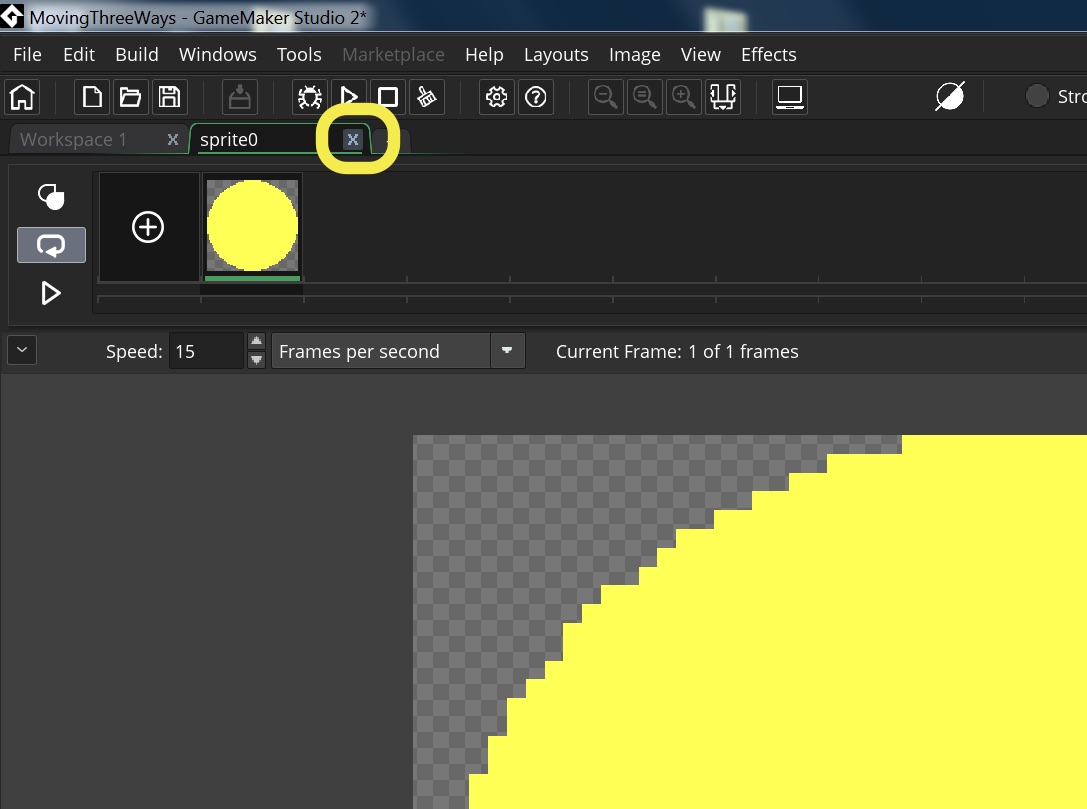 MovingThreeWays - GameMaker Studio 2*
File Edit Build Windows Tools Marketplace Help Layouts Image View Effects
Workspace 1 X sprite0 X
Speed: 15 Frames per second Current Frame: 1 of 1 frames